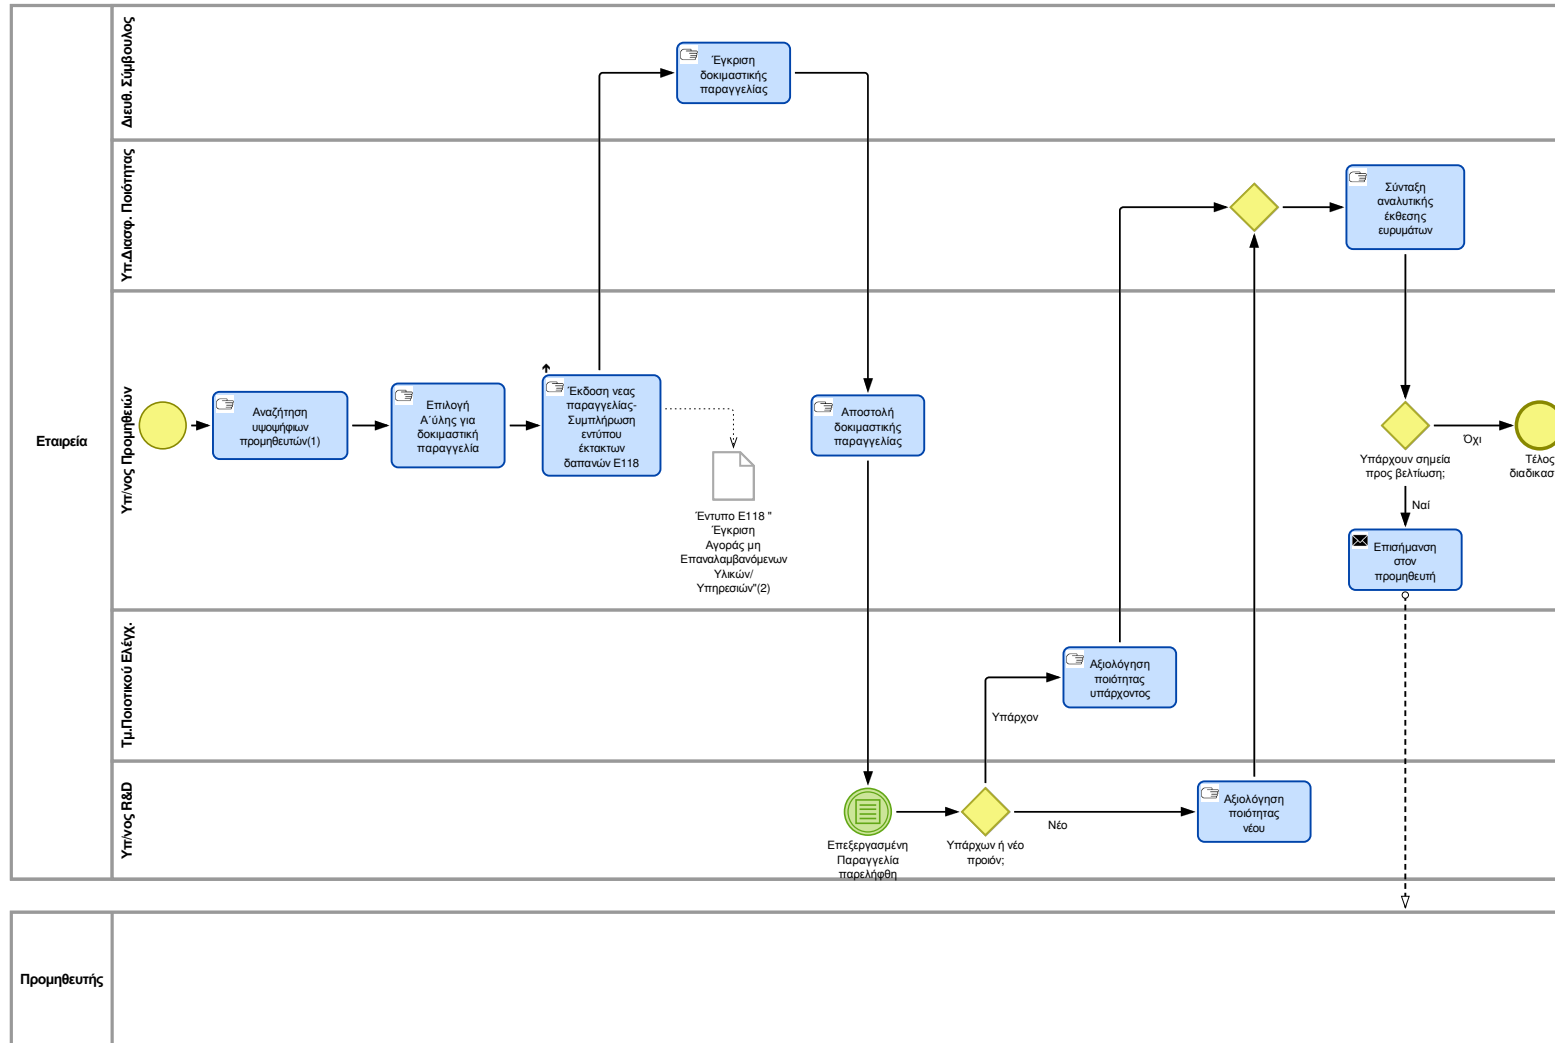 Διευθ. Σύμβουλος
Έγκριση
δοκιμαστικής
παραγγελίας
Υπ.Διασφ. Ποιότητας
Σύνταξη
αναλυτικής
έκθεσης
ευρυμάτων
Εταιρεία
Υπ/νος Προμηθειών
Αναζήτηση
υψοψήφιων
προμηθευτών(1)
Επιλογή
Α΄ύλης για
δοκιμαστική
παραγγελία
Έκδοση νεας
παραγγελίας-
Συμπλήρωση
εντύπου
έκτακτων
δαπανών Ε118
Έντυπο Ε118 "
Έγκριση
Αγοράς μη
Επαναλαμβανόμενων
Υλικών/
Υπηρεσιών"(2)
Αποστολή
δοκιμαστικής
παραγγελίας
Υπάρχουν σημεία
προς βελτίωση;
Όχι
Τέλος
διαδικασ
Ναί
Επισήμανση
στον
προμηθευτή
Τμ.Ποιοτικού Ελέγχ.
Αξιολόγηση
ποιότητας
υπάρχοντος
Υπάρχον
Υπ/νος R&D
Επεξεργασμένη
Παραγγελία
παρελήφθη
Υπάρχων ή νέο
προιόν;
Νέο
Αξιολόγηση
ποιότητας
νέου
Προμηθευτής